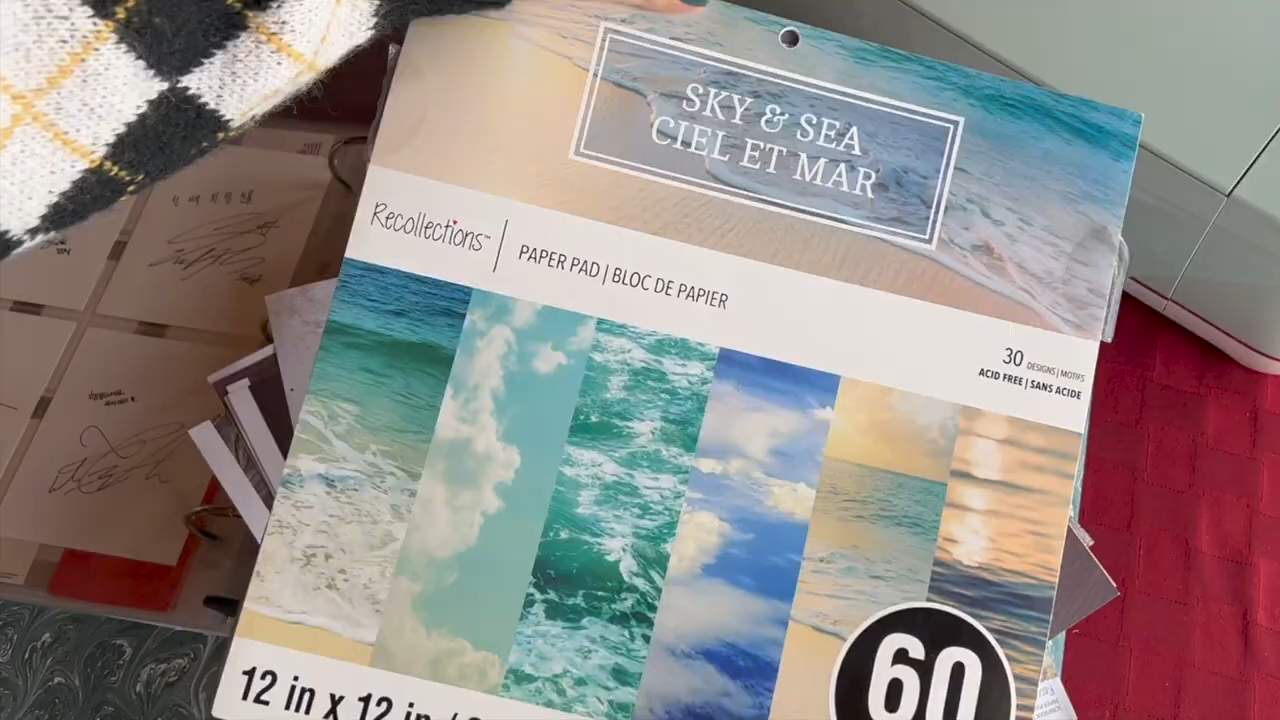 SKY & SEA
CIEL ET MAR
Recollections™
PAPER PAD | BLOC DE PAPIER
30 DESIGNS | MOTIFS
ACID FREE | SANS ACIDE
12 in x 12 in /
60